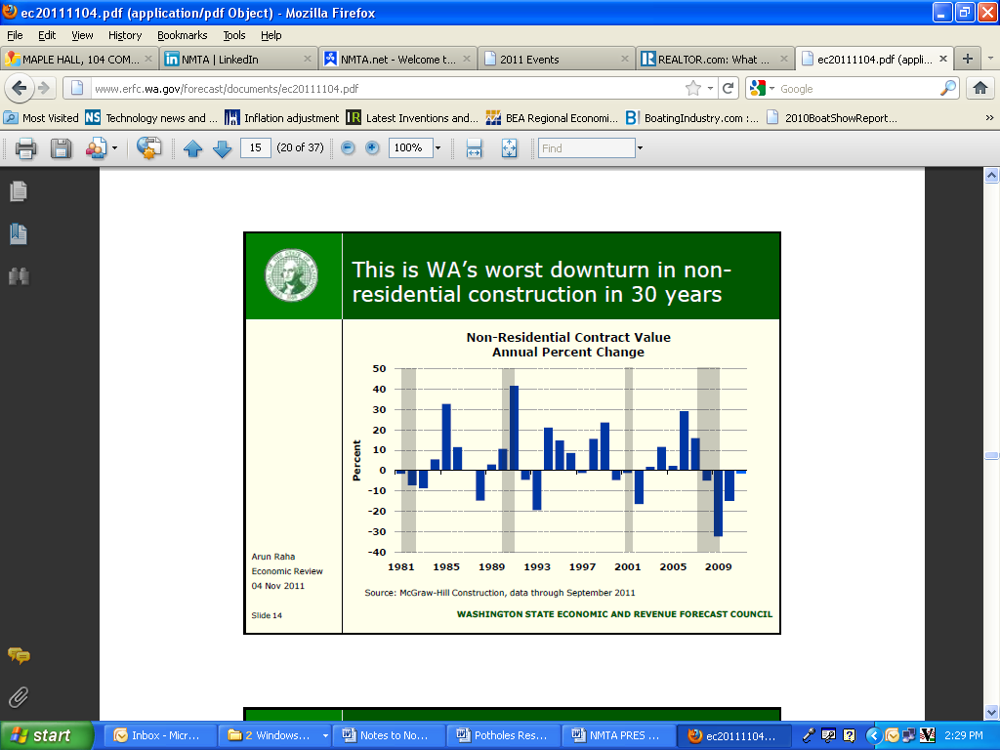 ec20111104.pdf (application/pdf Object) - Mozilla Firefox
File Edit View History Bookmarks Tools Help
MAPLE HALL, 104 COM... NMTA | LinkedIn NMTA.net - Welcome t... 2011 Events REALTOR.com: What ... ec20111104.pdf (appli...
www.erfc.wa.gov/forecast/documents/ec20111104.pdf Google
Most Visited Technology news and ... Inflation adjustment Latest Inventions and... BEA Regional Economi... BoatingIndustry.com :... 2010BoatShowReport... »
15 (20 of 37) 100% Find
This is WA's worst downturn in non-
residential construction in 30 years
Non-Residential Contract Value
Annual Percent Change
Percent
50
40
30
20
10
0
-10
-20
-30
-40
1981 1985 1989 1993 1997 2001 2005 2009
Source: McGraw-Hill Construction, data through September 2011
Arun Raha
Economic Review
04 Nov 2011
Slide 14
WASHINGTON STATE ECONOMIC AND REVENUE FORECAST COUNCIL
start Inbox - Micr... 2 Windows... Notes to No... Potholes Res... NMTA PRES ... ec20111104... 2:29 PM